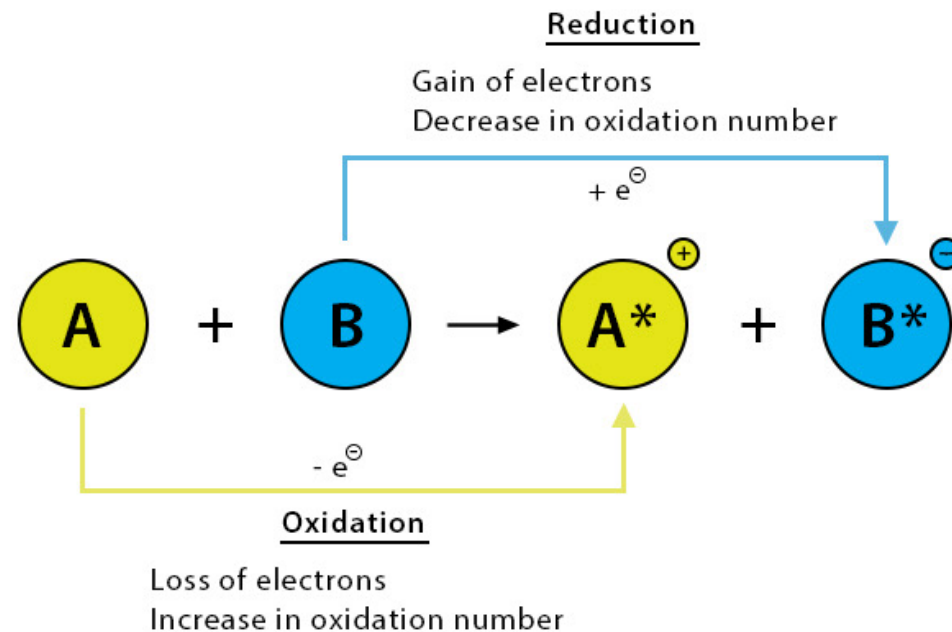 Reduction
Gain of electrons
Decrease in oxidation number
+ e⊖
A + B → A*⊕ + B*⊖
- e⊖
Oxidation
Loss of electrons
Increase in oxidation number